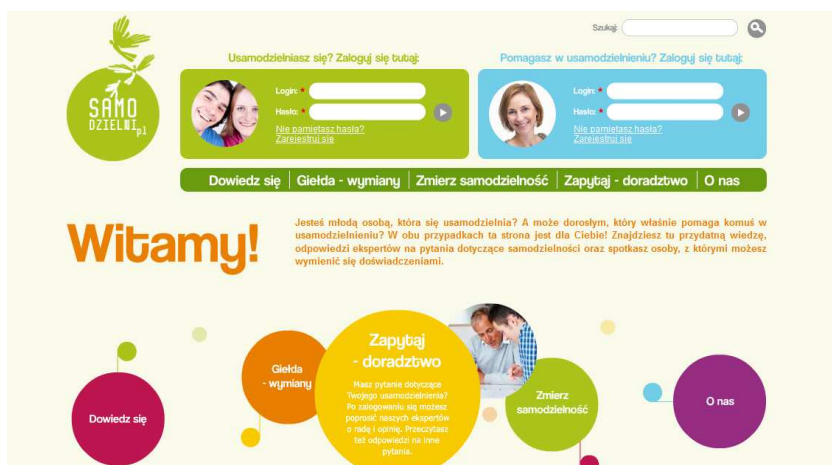 Szukaj:
Usamodzielniasz się? Zaloguj się tutaj:
Pomagasz w usamodzielnieniu? Zaloguj się tutaj:
SAMO
DZIELNI.pl
Login: *
Hasło: *
Nie pamiętasz hasła?
Zarejestruj się
Login: *
Hasło: *
Nie pamiętasz hasła?
Zarejestruj się
Dowiedz się | Giełda - wymiany | Zmierz samodzielność | Zapytaj - doradztwo | O nas
Witamy!
Jesteś młodą osobą, która się usamodzielnia? A może dorosłym, który właśnie pomaga komuś w
usamodzielnieniu? W obu przypadkach ta strona jest dla Ciebie! Znajdziesz tu przydatną wiedzę,
odpowiedzi ekspertów na pytania dotyczące samodzielności oraz spotkasz osoby, z którymi możesz
wymienić się doświadczeniami.
Dowiedz się
Giełda
- wymiany
Zapytaj
- doradztwo
Masz pytanie dotyczące
Twojego usamodzielnienia?
Po zalogowaniu się możesz
poprosić naszych ekspertów
o radę i opinię. Przeczytasz
też odpowiedzi na inne
pytania.
Zmierz
samodzielność
O nas